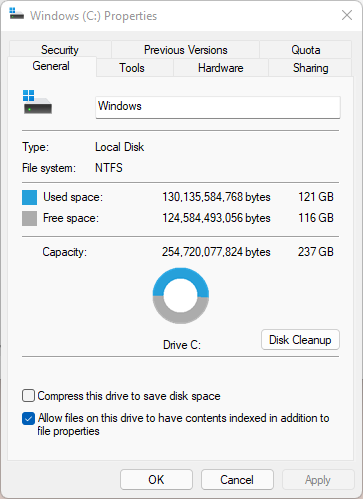 Windows (C:) Properties
Security Previous Versions Quota
General Tools Hardware Sharing
Windows
Type: Local Disk
File system: NTFS
Used space: 130,135,584,768 bytes 121 GB
Free space: 124,584,493,056 bytes 116 GB
Capacity: 254,720,077,824 bytes 237 GB
Drive C: Disk Cleanup
Compress this drive to save disk space
Allow files on this drive to have contents indexed in addition to
file properties
OK Cancel Apply